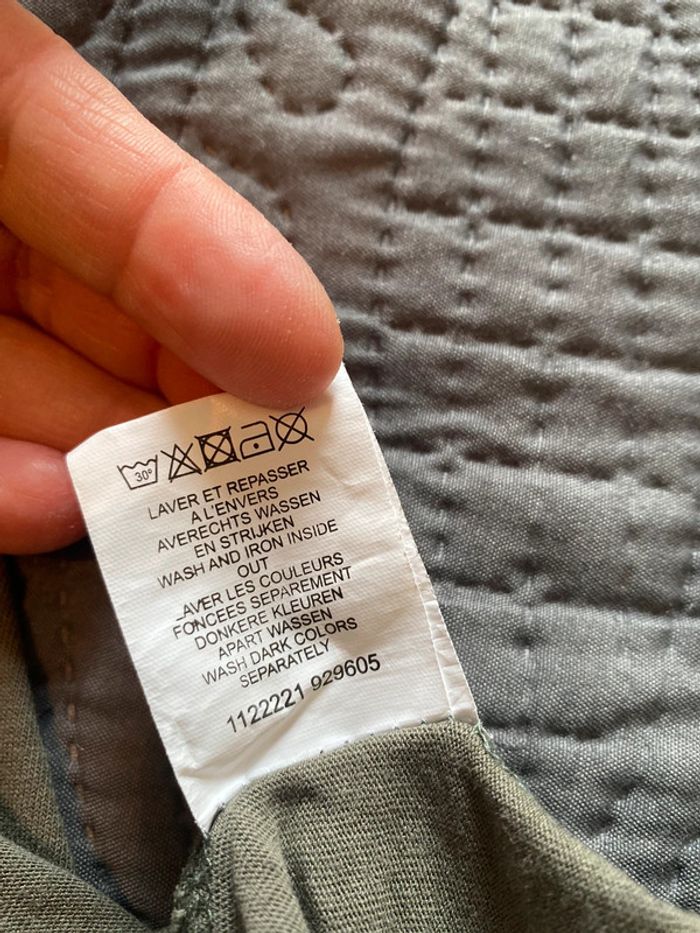 30°
LAVER ET REPASSER
A L'ENVERS
AVERECHTS WASSEN
EN STRIJKEN
WASH AND IRON INSIDE
OUT
LAVER LES COULEURS
FONCEES SEPAREMENT
DONKERE KLEUREN
APART WASSEN
WASH DARK COLORS
SEPARATELY
1122221 929605